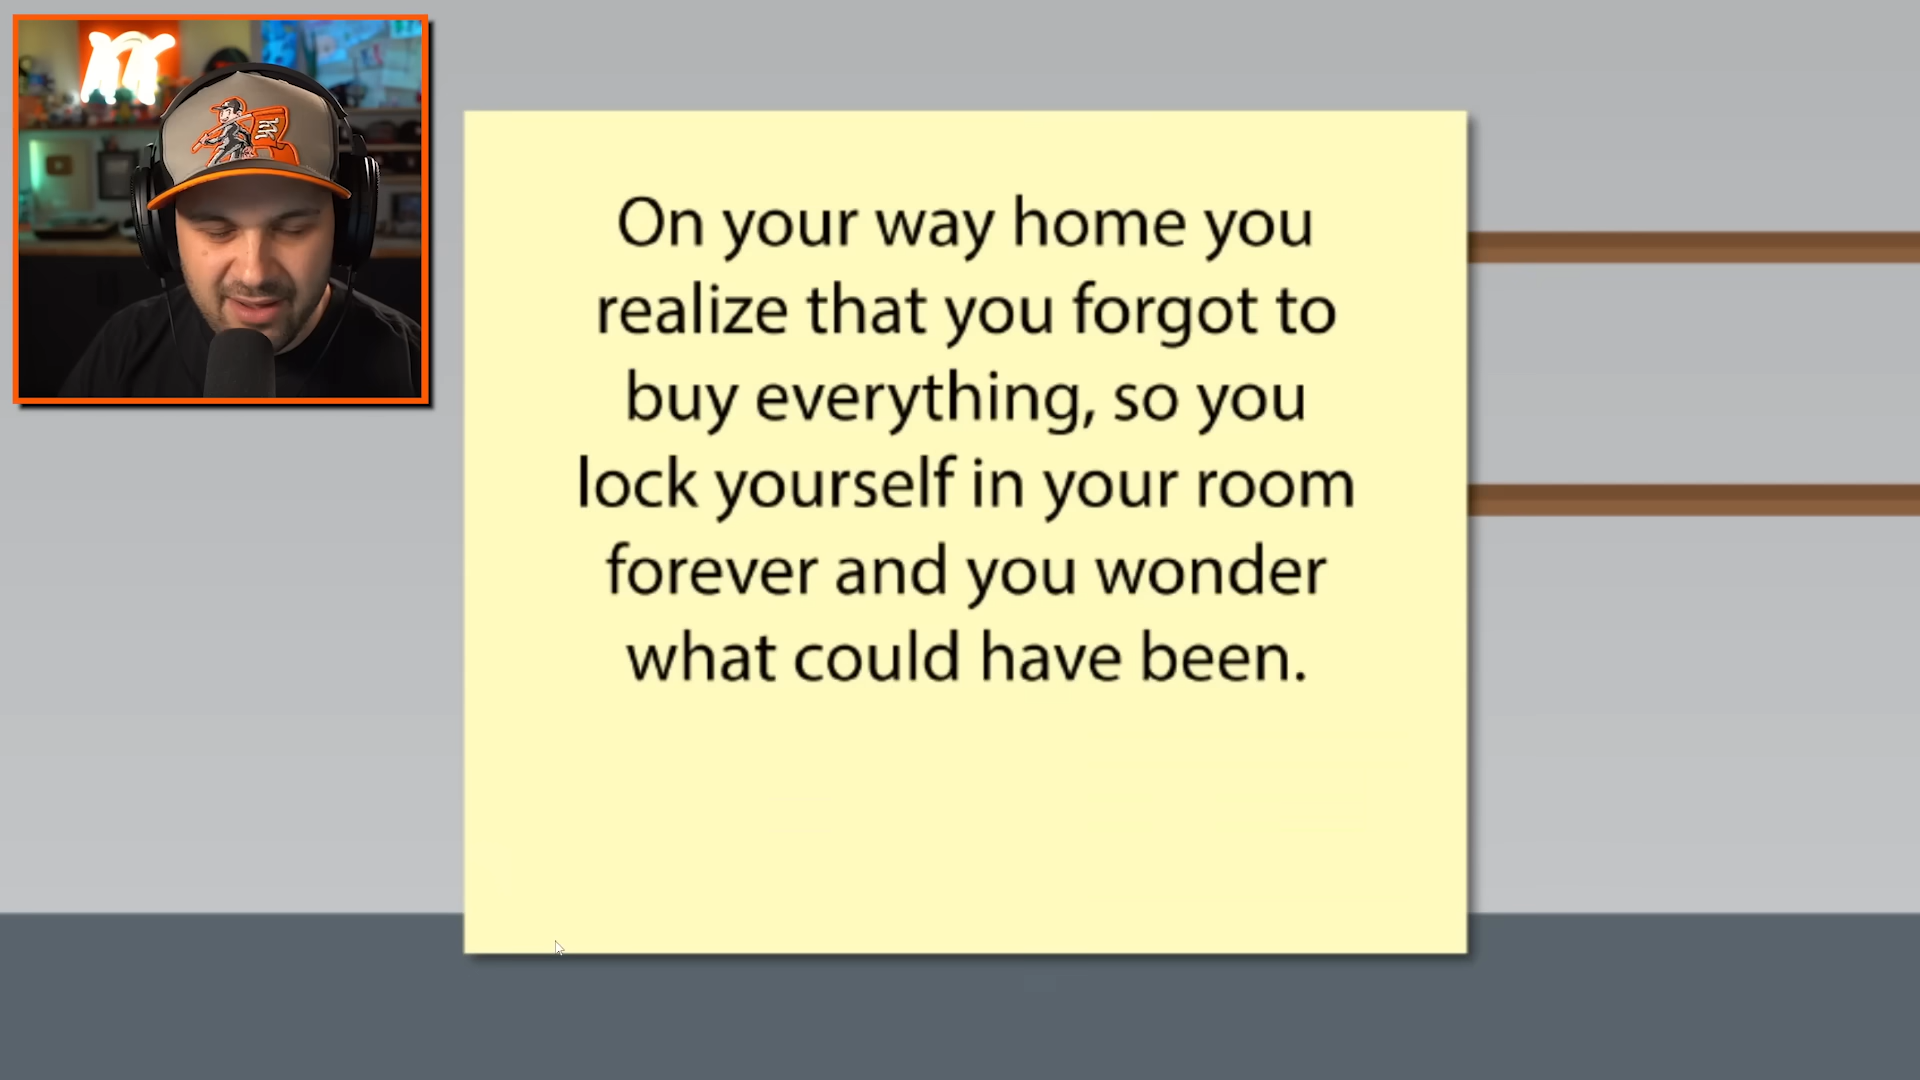 On your way home you
realize that you forgot to
buy everything, so you
lock yourself in your room
forever and you wonder
what could have been.